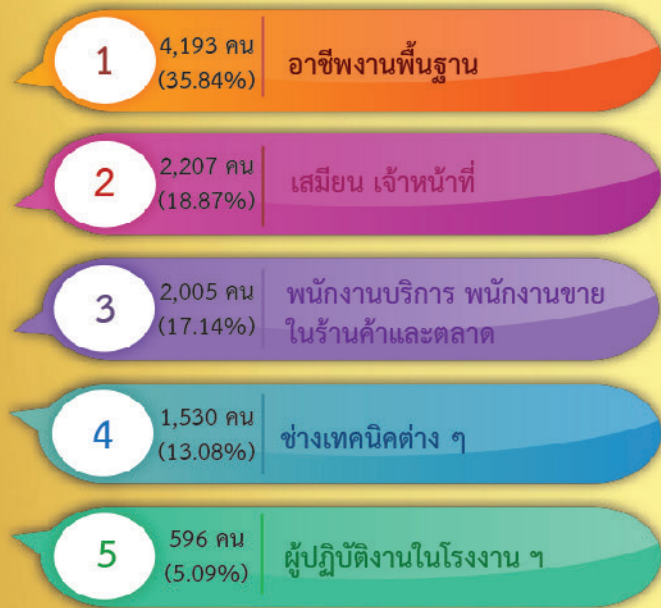 1
4,193 คน
(35.84%)
อาชีพงานพื้นฐาน
2
2,207 คน
(18.87%)
เสมียน เจ้าหน้าที่
3
2,005 คน
(17.14%)
พนักงานบริการ พนักงานขาย
ในร้านค้าและตลาด
4
1,530 คน
(13.08%)
ช่างเทคนิคต่าง ๆ
5
596 คน
(5.09%)
ผู้ปฏิบัติงานในโรงงาน ฯ